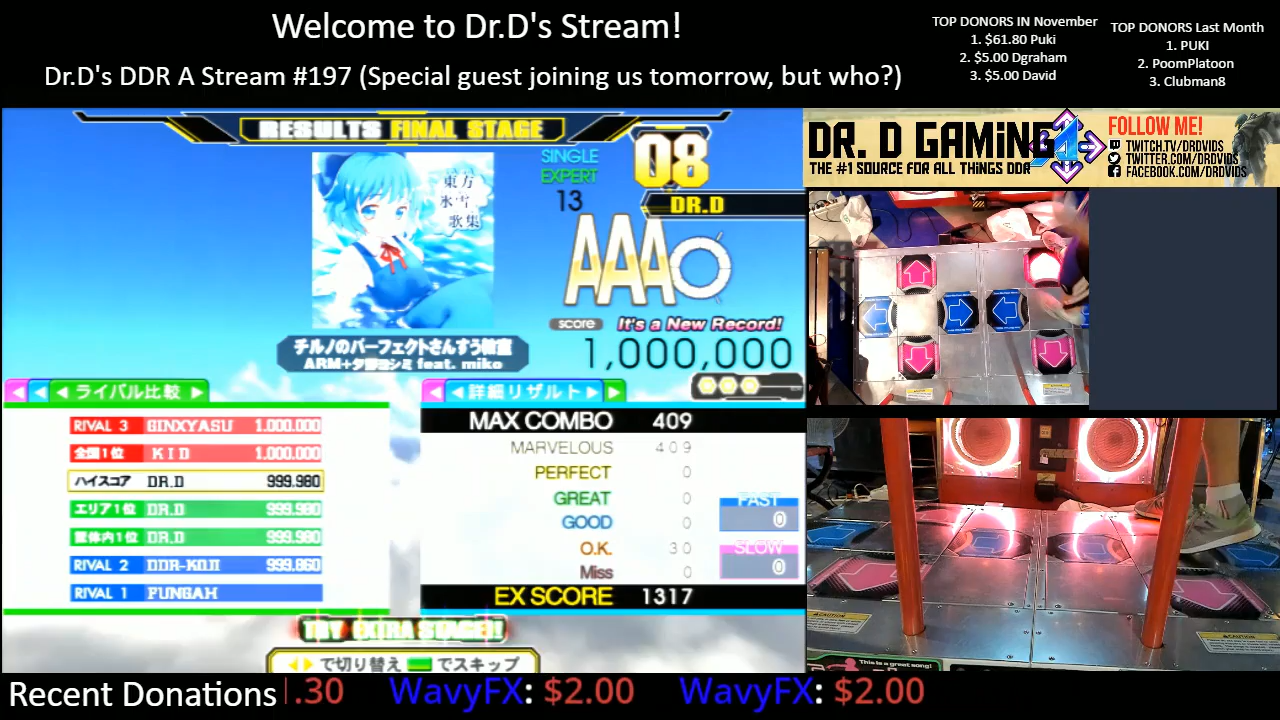 Welcome to Dr.D's Stream!
Dr.D's DDR A Stream #197 (Special guest joining us tomorrow, but who?)
TOP DONORS IN November
1. $61.80 Puki
2. $5.00 Dgraham
3. $5.00 David
TOP DONORS Last Month
1. PUKI
2. PoomPlatoon
3. Clubman8
RESULTS FINAL STAGE
08
SINGLE
EXPERT
13
DR.D
東方
氷雪
歌集
AAA
score
It's a New Record!
1,000,000
チルノのパーフェクトさんすう教室
ARM+夕野ヨシミ feat. miko
ライバル比較
RIVAL 3 GINXYASU 1.000.000
全国1位 KID 1.000.000
ハイスコア DR.D 999.980
エリア1位 DR.D 999.980
筐体内1位 DR.D 999.980
RIVAL 2 DDR-KOJI 999.860
RIVAL 1 FUNGAH
詳細リザルト
MAX COMBO 409
MARVELOUS 409
PERFECT 0
GREAT 0
GOOD 0
O.K. 30
Miss 0
EX SCORE 1317
FAST
0
SLOW
0
TRY EXTRA STAGE!
で切り替え でスキップ
DR. D GAMING
THE #1 SOURCE FOR ALL THINGS DDR
FOLLOW ME!
TWITCH.TV/DRDVIDS
TWITTER.COM/DRDVIDS
FACEBOOK.COM/DRDVIDS
CAUTION
CAUTION
This is a great song!
Recent Donations
.30 WavyFX: $2.00 WavyFX: $2.00